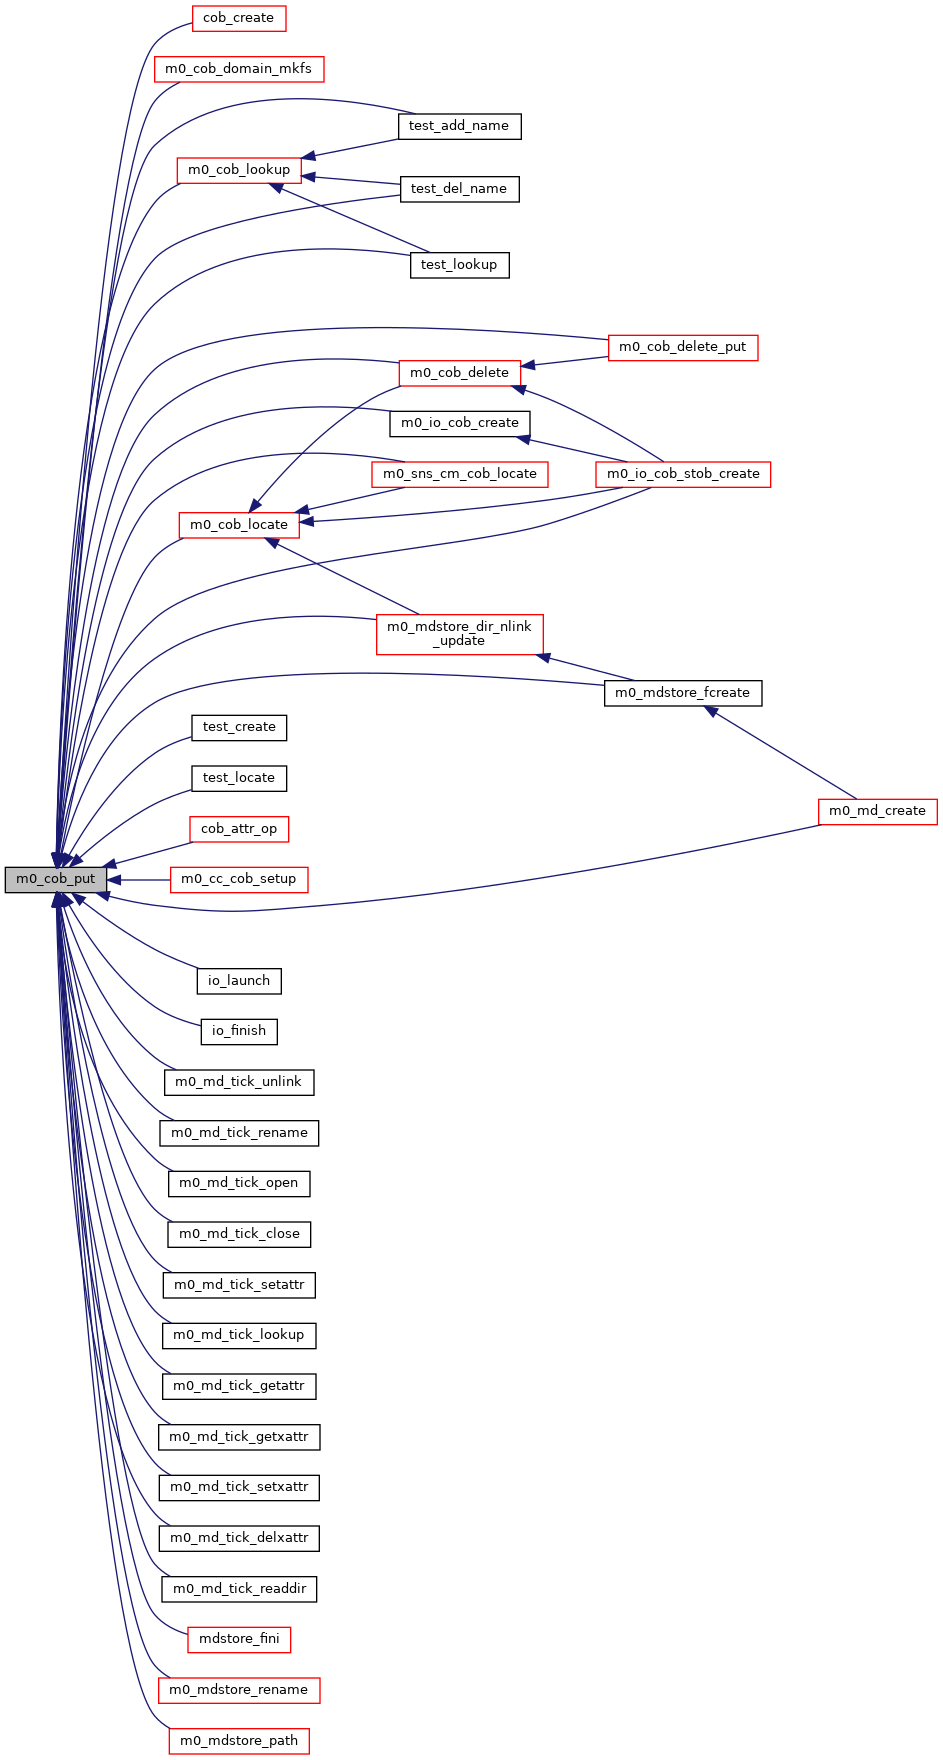 cob_create
m0_cob_domain_mkfs
test_add_name
m0_cob_lookup
test_del_name
test_lookup
m0_cob_delete_put
m0_cob_delete
m0_io_cob_create
m0_sns_cm_cob_locate
m0_io_cob_stob_create
m0_cob_locate
m0_mdstore_dir_nlink
_update
m0_mdstore_fcreate
test_create
test_locate
m0_md_create
cob_attr_op
m0_cob_put
m0_cc_cob_setup
io_launch
io_finish
m0_md_tick_unlink
m0_md_tick_rename
m0_md_tick_open
m0_md_tick_close
m0_md_tick_setattr
m0_md_tick_lookup
m0_md_tick_getattr
m0_md_tick_getxattr
m0_md_tick_setxattr
m0_md_tick_delxattr
m0_md_tick_readdir
mdstore_fini
m0_mdstore_rename
m0_mdstore_path